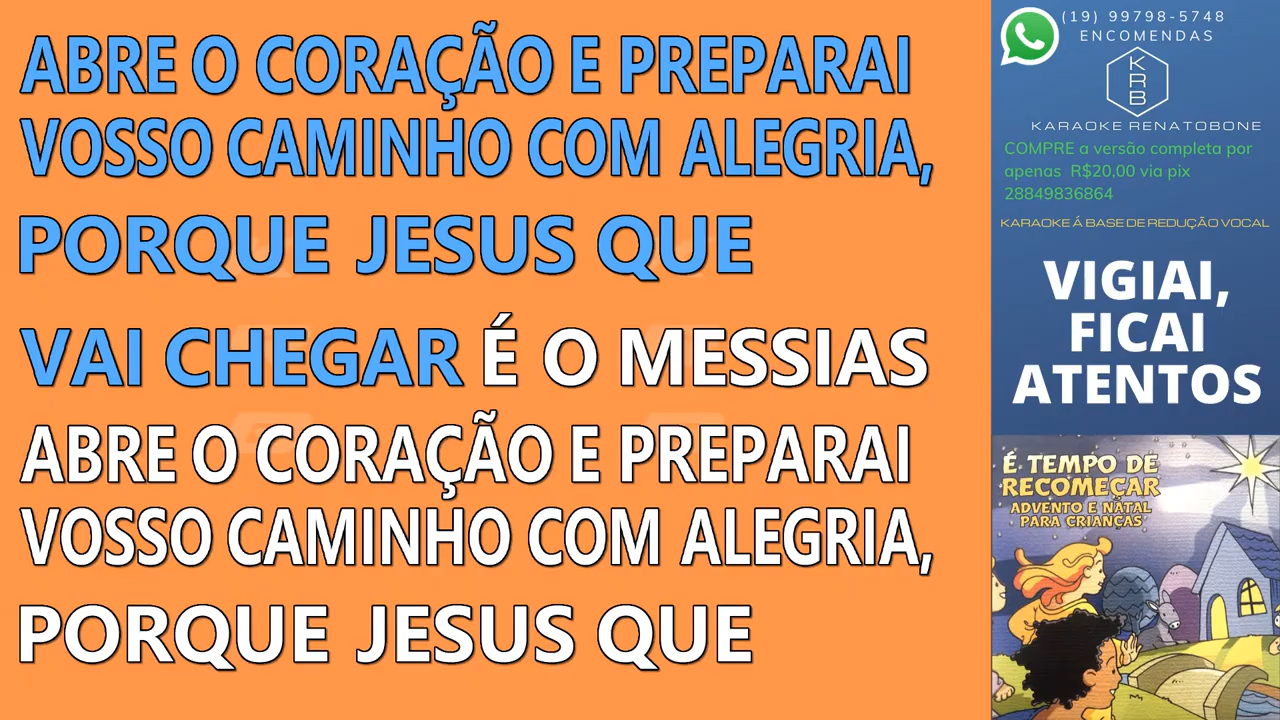 ABRE O CORAÇÃO E PREPARAI
VOSSO CAMINHO COM ALEGRIA,
PORQUE JESUS QUE
VAI CHEGAR É O MESSIAS
ABRE O CORAÇÃO E PREPARAI
VOSSO CAMINHO COM ALEGRIA,
PORQUE JESUS QUE
(19) 99798-5748
ENCOMENDAS
K
R
B
KARAOKE RENATOBONE
COMPRE a versão completa por
apenas R$20,00 via pix
28849836864
KARAOKE Á BASE DE REDUÇÃO VOCAL
VIGIAI,
FICAI
ATENTOS
É TEMPO DE
RECOMEÇAR
ADVENTO E NATAL
PARA CRIANÇAS